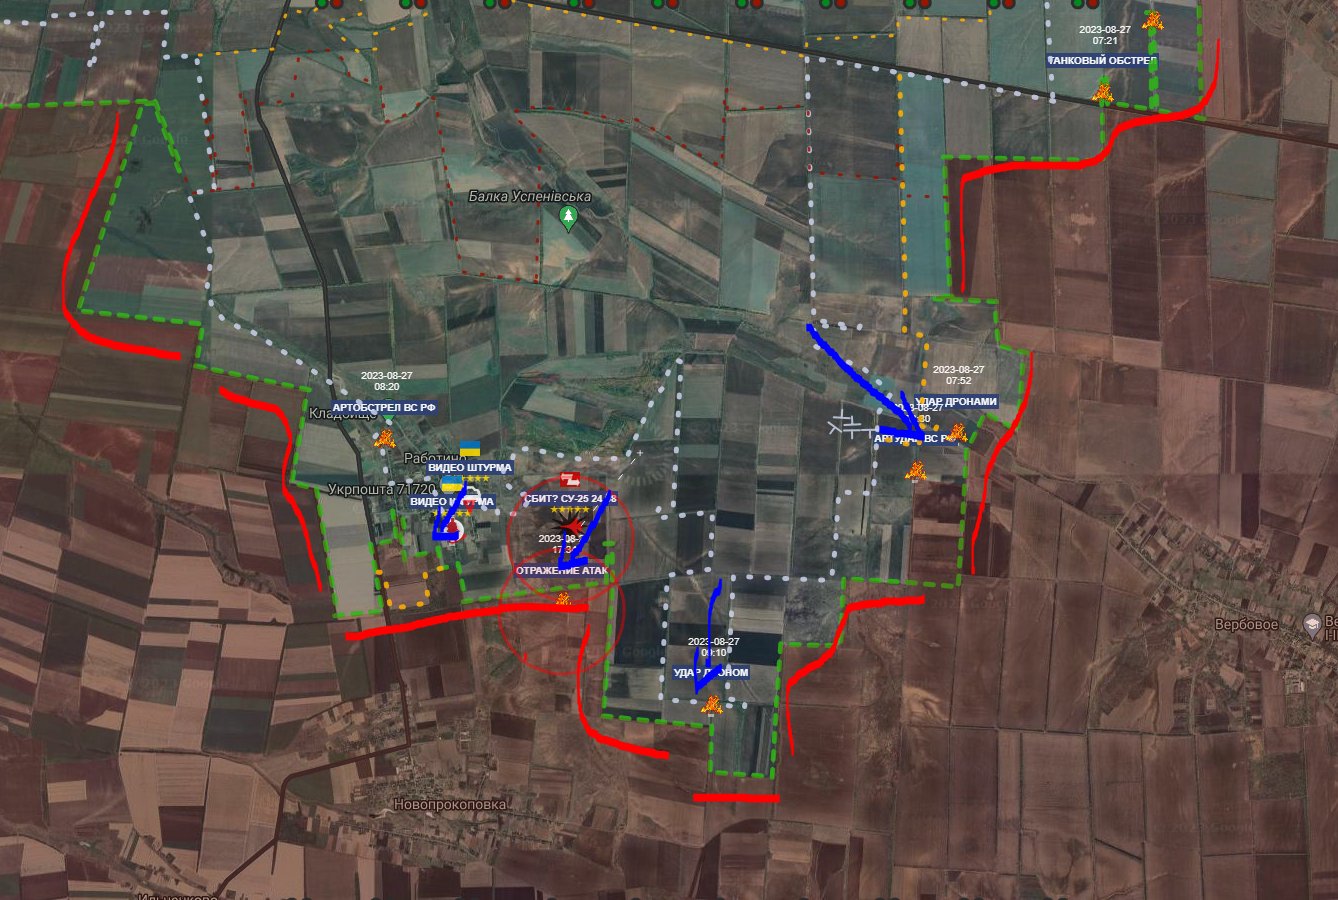 2023-08-27
07:21
ТАНКОВЫЙ ОБСТРЕЛ
Балка Успенівська
2023-08-27
08:20
АРТОБСТРЕЛ ВС РФ
Кладбище
2023-08-27
07:52
УДАР ДРОНАМИ
Работино
ВИДЕО ШТУРМА
Укрпошта 71720
ВИДЕО
СБИТ? СУ-25
ОТРАЖЕНИЕ АТАК
2023-08-27
УДАР ДРОНОМ
Вербовое
Новопрокоповка